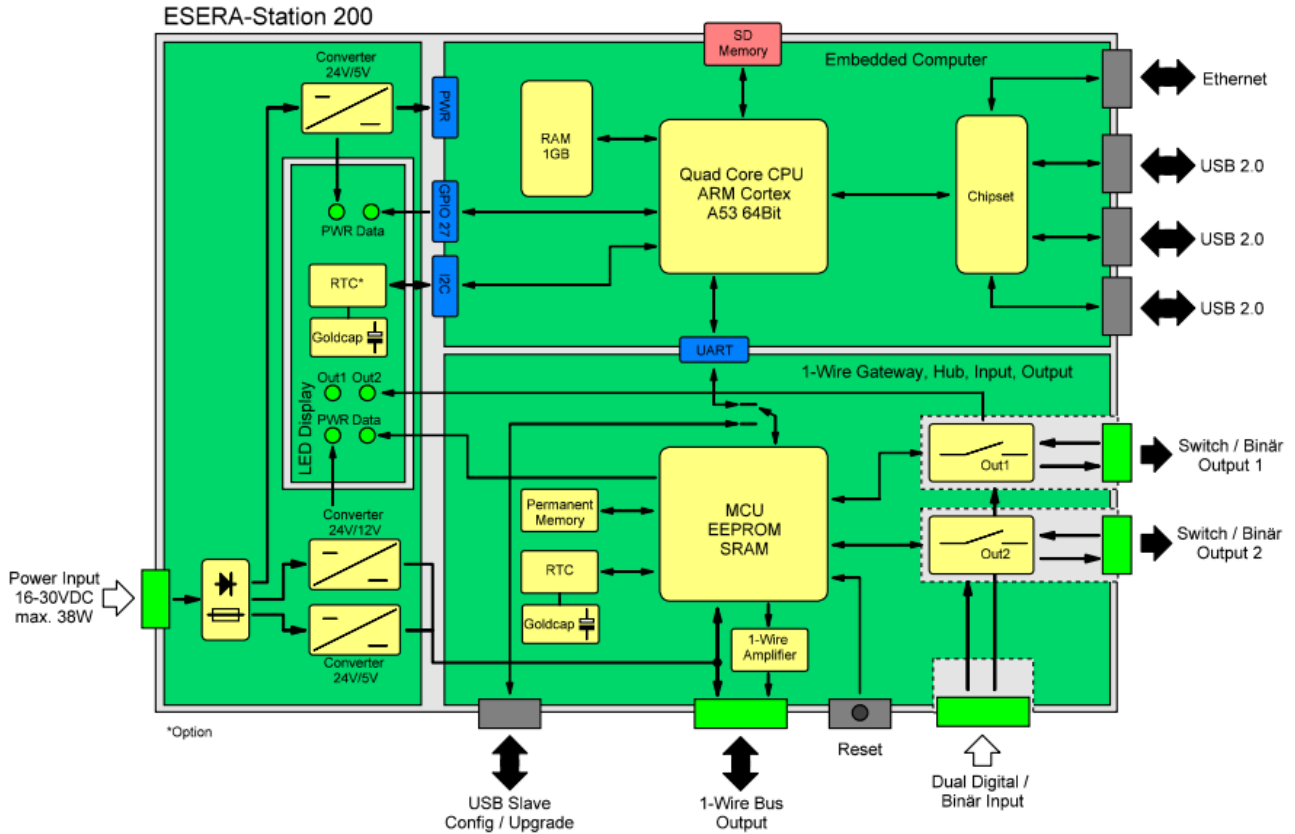 ESERA-Station 200
Converter
24V/5V
PWR
SD
Memory
Embedded Computer
Ethernet
RAM
1GB
Quad Core CPU
ARM Cortex
A53 64Bit
Chipset
USB 2.0
USB 2.0
USB 2.0
GPIO 27
PWR Data
RTC*
I2C
Goldcap
UART
1-Wire Gateway, Hub, Input, Output
Out1 Out2
PWR Data
LED Display
Out1
Switch / Binär
Output 1
Converter
24V/12V
Permanent
Memory
MCU
EEPROM
SRAM
Out2
Switch / Binär
Output 2
Power Input
16-30VDC
max. 38W
RTC
Goldcap
1-Wire
Amplifier
Converter
24V/5V
*Option
Reset
USB Slave
Config / Upgrade
1-Wire Bus
Output
Dual Digital /
Binär Input